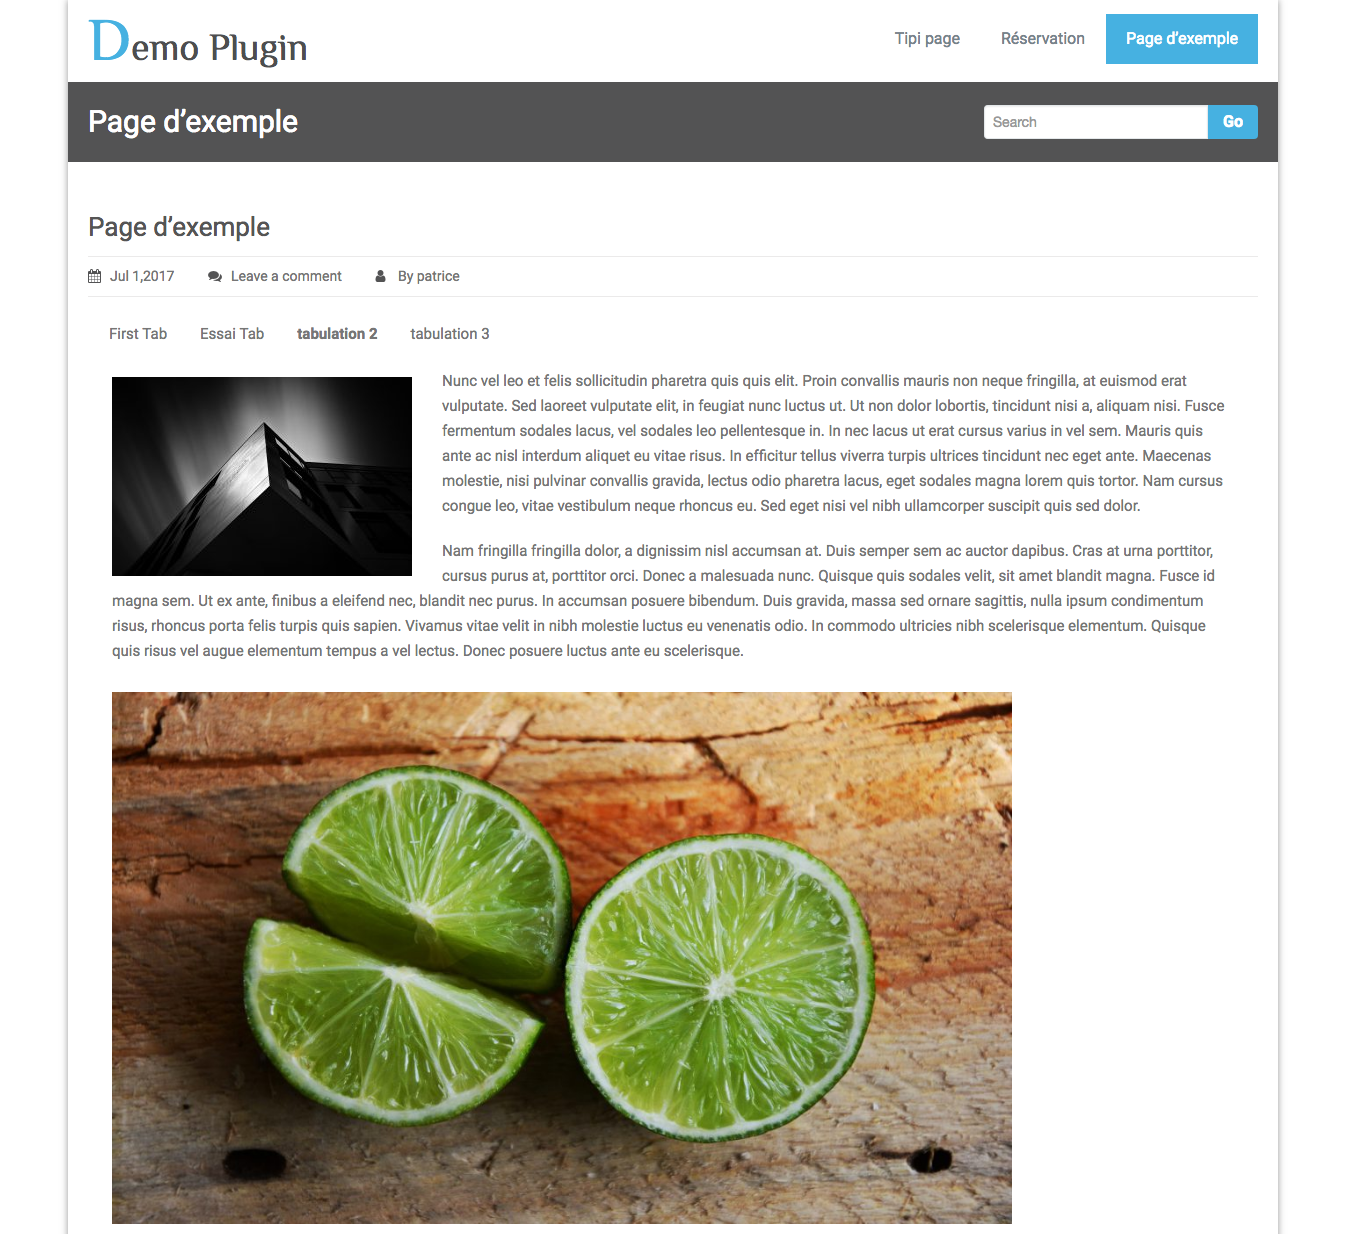 Demo Plugin
Tipi page
Réservation
Page d’exemple
Page d’exemple
Search
Go
Page d’exemple
Jul 1,2017
Leave a comment
By patrice
First Tab
Essai Tab
tabulation 2
tabulation 3
Nunc vel leo et felis sollicitudin pharetra quis quis elit. Proin convallis mauris non neque fringilla, at euismod erat
vulputate. Sed laoreet vulputate elit, in feugiat nunc luctus ut. Ut non dolor lobortis, tincidunt nisi a, aliquam nisi. Fusce
fermentum sodales lacus, vel sodales leo pellentesque in. In nec lacus ut erat cursus varius in vel sem. Mauris quis
ante ac nisl interdum aliquet eu vitae risus. In efficitur tellus viverra turpis ultrices tincidunt nec eget ante. Maecenas
molestie, nisi pulvinar convallis gravida, lectus odio pharetra lacus, eget sodales magna lorem quis tortor. Nam cursus
congue leo, vitae vestibulum neque rhoncus eu. Sed eget nisi vel nibh ullamcorper suscipit quis sed dolor.
Nam fringilla fringilla dolor, a dignissim nisl accumsan at. Duis semper sem ac auctor dapibus. Cras at urna porttitor,
cursus purus at, porttitor orci. Donec a malesuada nunc. Quisque quis sodales velit, sit amet blandit magna. Fusce id
magna sem. Ut ex ante, finibus a eleifend nec, blandit nec purus. In accumsan posuere bibendum. Duis gravida, massa sed ornare sagittis, nulla ipsum condimentum
risus, rhoncus porta felis turpis quis sapien. Vivamus vitae velit in nibh molestie luctus eu venenatis odio. In commodo ultricies nibh scelerisque elementum. Quisque
quis risus vel augue elementum tempus a vel lectus. Donec posuere luctus ante eu scelerisque.